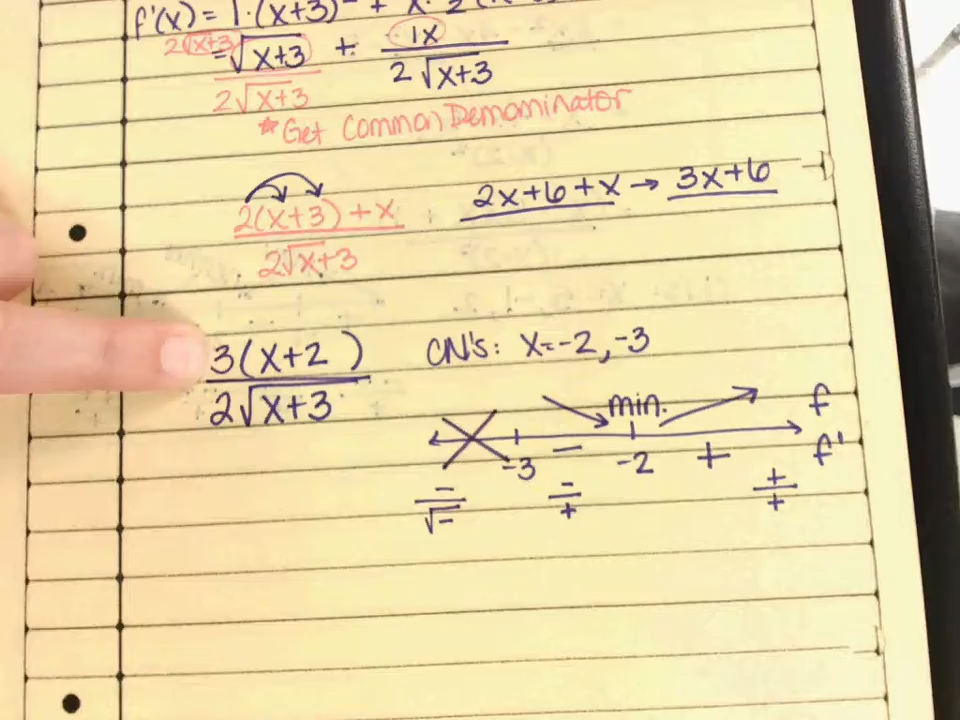 f'(x) = 1·(x+3) + x·
2√x+3 =√x+3 + 1x
2√x+3 2√x+3
*Get Common Demominator
2(x+3)+x 2x+6+x → 3x+6
2√x+3
3(x+2) CN's: x=-2,-3
2√x+3
min. f
-3 − -2 + f'
− − +
√− + +